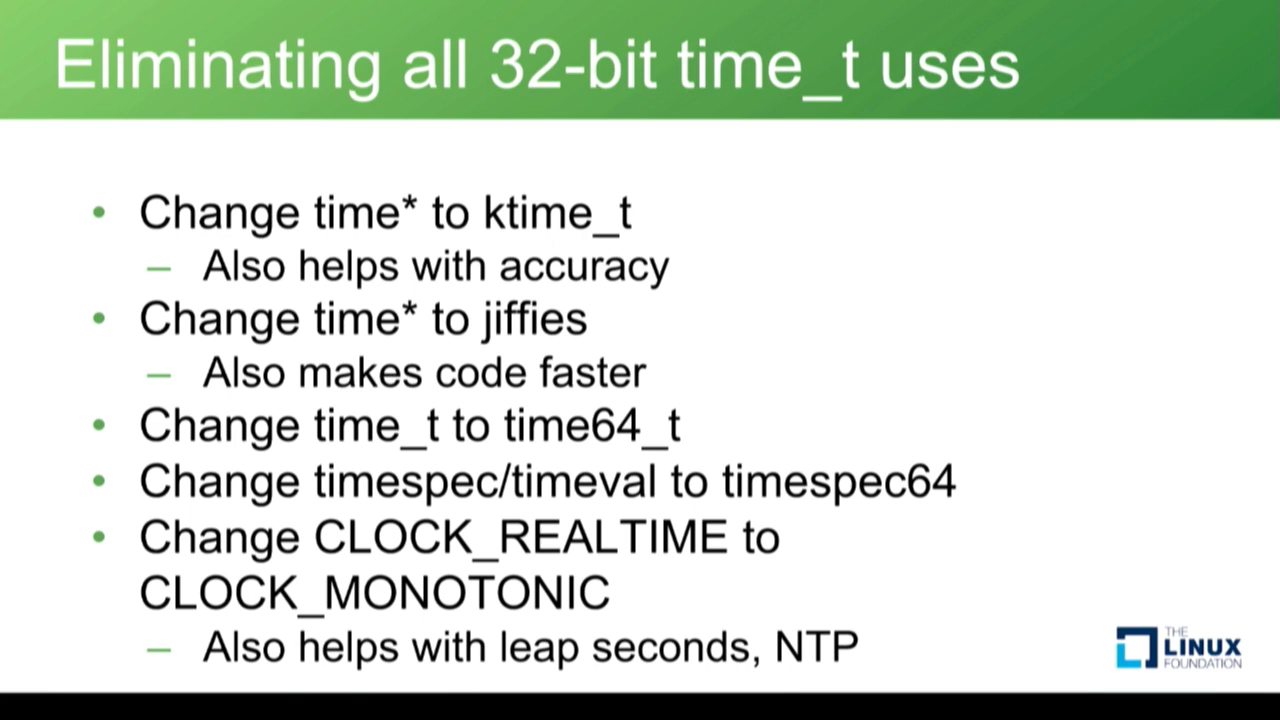 Eliminating all 32-bit time_t uses
• Change time* to ktime_t
– Also helps with accuracy
• Change time* to jiffies
– Also makes code faster
• Change time_t to time64_t
• Change timespec/timeval to timespec64
• Change CLOCK_REALTIME to
CLOCK_MONOTONIC
– Also helps with leap seconds, NTP
THE
LINUX
FOUNDATION